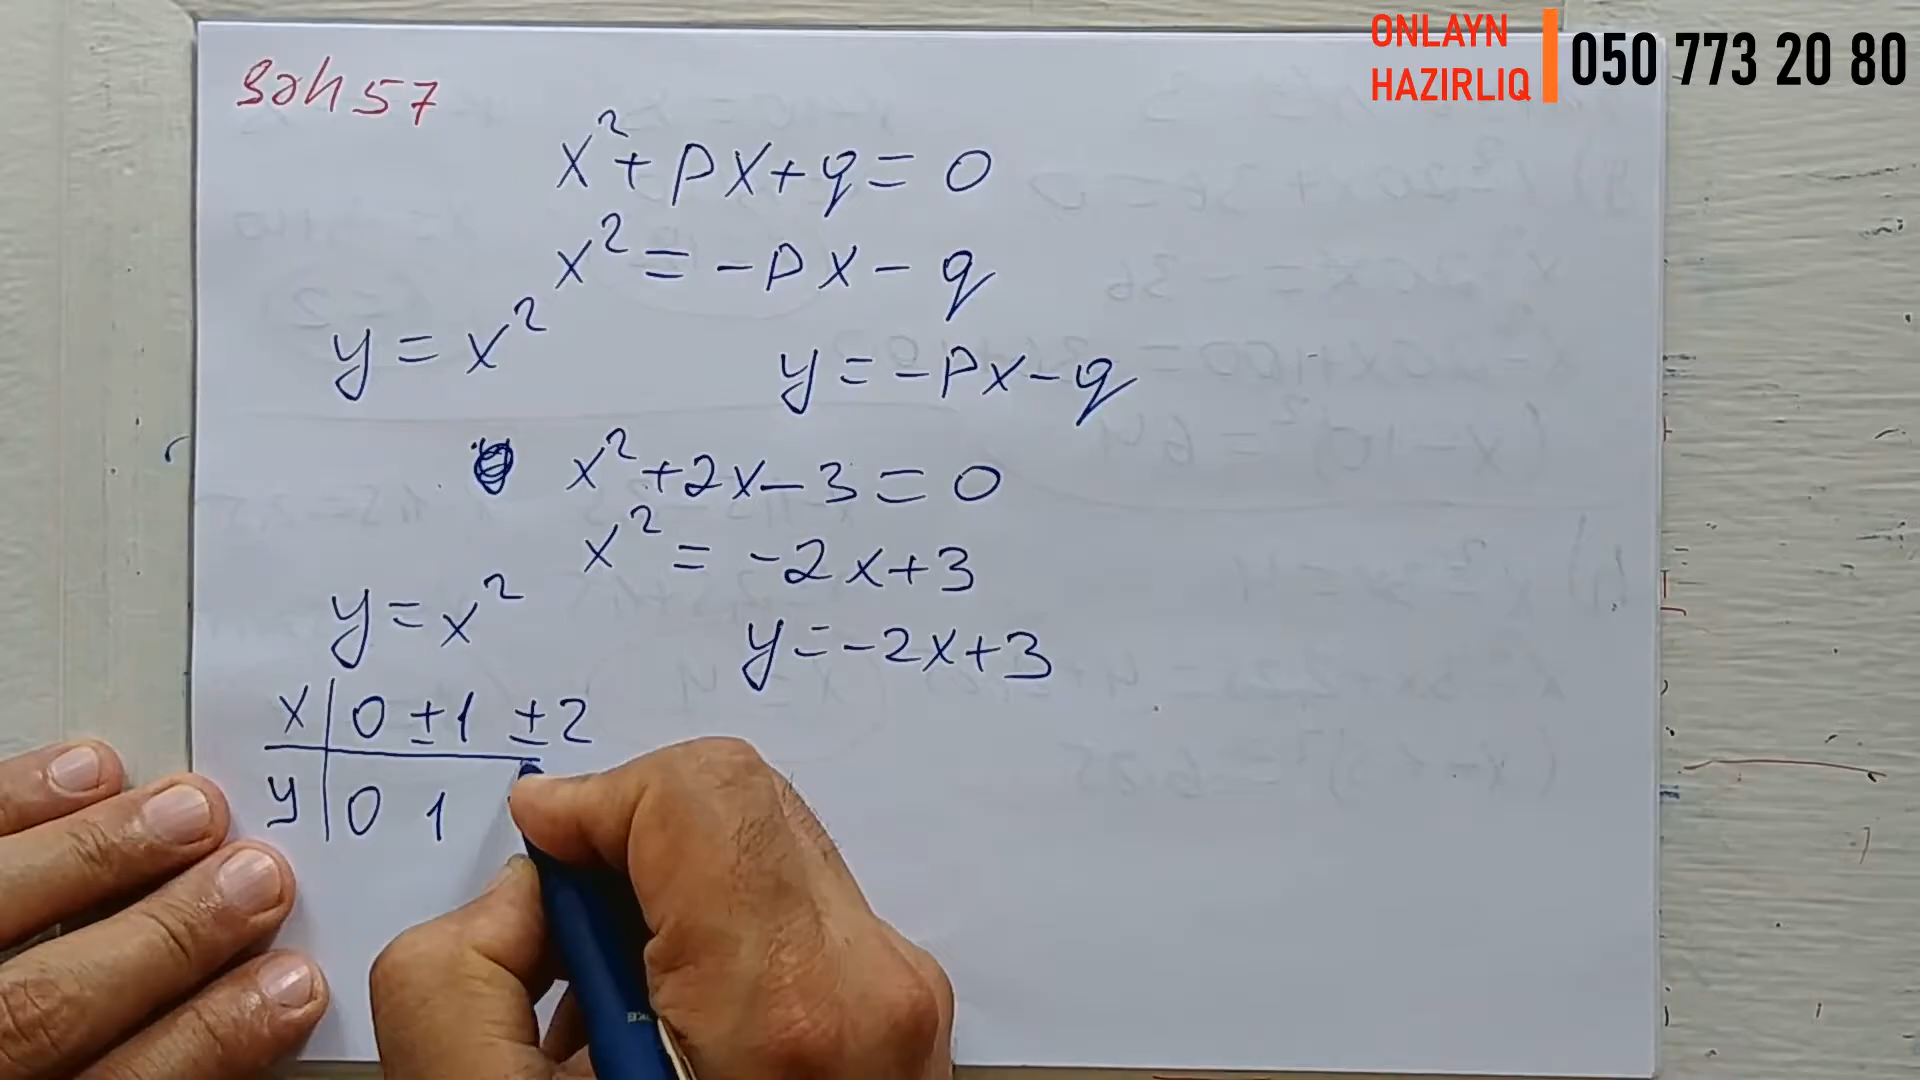 ONLAYN
HAZIRLIQ
050 773 20 80
Səh 57
x²+px+q=0
x²=-px-q
y=x²
y=-px-q
x²+2x-3=0
x²=-2x+3
y=x²
y=-2x+3
x | 0 ±1 ±2
y | 0 1